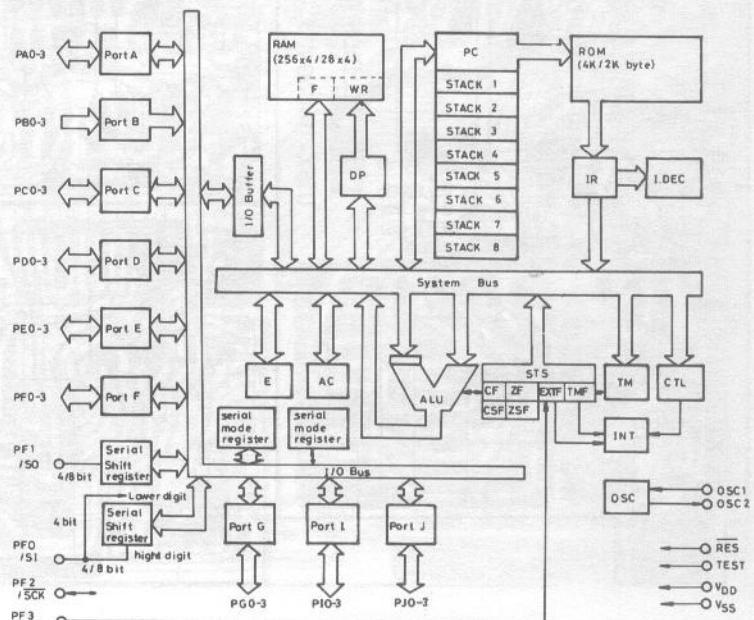 PA0-3
Port A
PB0-3
Port B
PC0-3
Port C
PD0-3
Port D
PE0-3
Port E
PF0-3
Port F
PF1
/S0
4/8bit
Serial
Shift
register
Lower digit
4 bit
Serial
Shift
register
hight digit
PF0
/SI
4/8bit
PF2
/SCK
PF3
I/O Buffer
RAM
(256x4/28x4)
F
WR
DP
PC
STACK 1
STACK 2
STACK 3
STACK 4
STACK 5
STACK 6
STACK 7
STACK 8
ROM
(4K/2K byte)
IR
I.DEC
System Bus
E
AC
ALU
STS
CF
ZF
EXTF
TMF
CSF
ZSF
TM
CTL
INT
serial
mode
register
serial
mode
register
I/O Bus
Port G
Port I
Port J
PG0-3
PI0-3
PJ0-3
OSC
OSC1
OSC2
RES
TEST
VDD
VSS